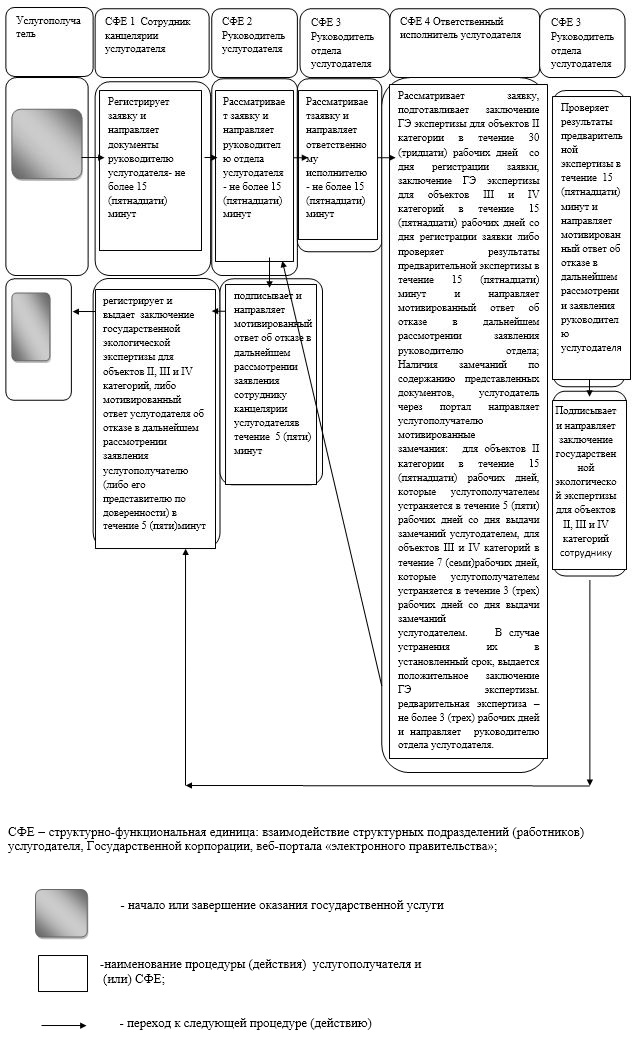 Услугополуча
тель
СФЕ 1 Сотрудник
канцелярии
услугодателя
СФЕ 2
Руководитель
услугодателя
СФЕ 3
Руководитель
отдела
услугодателя
СФЕ 4 Ответственный
исполнитель услугодателя
СФЕ 3
Руководитель
отдела
услугодателя
Регистрирует
заявку и
направляет
документы
руководителю
услугодателя- не
более 15
(пятнадцати)
минут
Рассматривае
т заявку и
направляет
руководител
ю отдела
услугодателя
- не более 15
(пятнадцати)
минут
Рассматривае
тзаявку и
направляет
ответственно
му
исполнителю
- не более 15
(пятнадцати)
минут
Рассматривает заявку,
подготавливает заключение
ГЭ экспертизы для объектов II
категории в течение 30
(тридцати) рабочих дней со
дня регистрации заявки,
заключение ГЭ экспертизы
для объектов III и IV
категорий в течение 15
(пятнадцати) рабочих дней со
дня регистрации заявки либо
проверяет результаты
предварительной экспертизы в
течение 15 (пятнадцати)
минут и направляет
мотивированный ответ об
отказе в дальнейшем
рассмотрении заявления
руководителю отдела;
Наличия замечаний по
содержанию представленных
документов, услугодатель
через портал направляет
услугополучателю
мотивированные
замечания: для объектов II
категории в течение 15
(пятнадцати) рабочих дней,
которые услугополучателем
устраняется в течение 5 (пяти)
рабочих дней со дня выдачи
замечаний услугодателем, для
объектов III и IV категорий в
течение 7 (семи)рабочих дней,
которые услугополучателем
устраняется в течение 3 (трех)
рабочих дней со дня выдачи
замечаний
услугодателем. В случае
устранения их в
установленный срок, выдается
положительное заключение
ГЭ экспертизы.
редварительная экспертиза –
не более 3 (трех) рабочих дней
и направляет руководителю
отдела услугодателя.
Проверяет
результаты
предваритель
ной
экспертизы в
течение 15
(пятнадцати)
минут и
направляет
мотивирован
ный ответ об
отказе в
дальнейшем
рассмотрени
и заявления
руководител
ю
услугодателя
регистрирует и
выдает заключение
государственной
экологической
экспертизы для
объектов II, III и IV
категорий, либо
мотивированный
ответ услугодателя об
отказе в дальнейшем
рассмотрении
заявления
услугополучателю
(либо его
представителю по
доверенности) в
течение 5 (пяти)минут
подписывает и
направляет
мотивированный
ответ об отказе в
дальнейшем
рассмотрении
заявления
сотруднику
канцелярии
услугодателяв
течение 5 (пяти)
минут
Подписывает
и направляет
заключение
государствен
ной
экологическо
й экспертизы
для объектов
II, III и IV
категорий
сотруднику
СФЕ – структурно-функциональная единица: взаимодействие структурных подразделений (работников)
услугодателя, Государственной корпорации, веб-портала «электронного правительства»;
- начало или завершение оказания государственной услуги
-наименование процедуры (действия) услугополучателя и
(или) СФЕ;
- переход к следующей процедуре (действию)